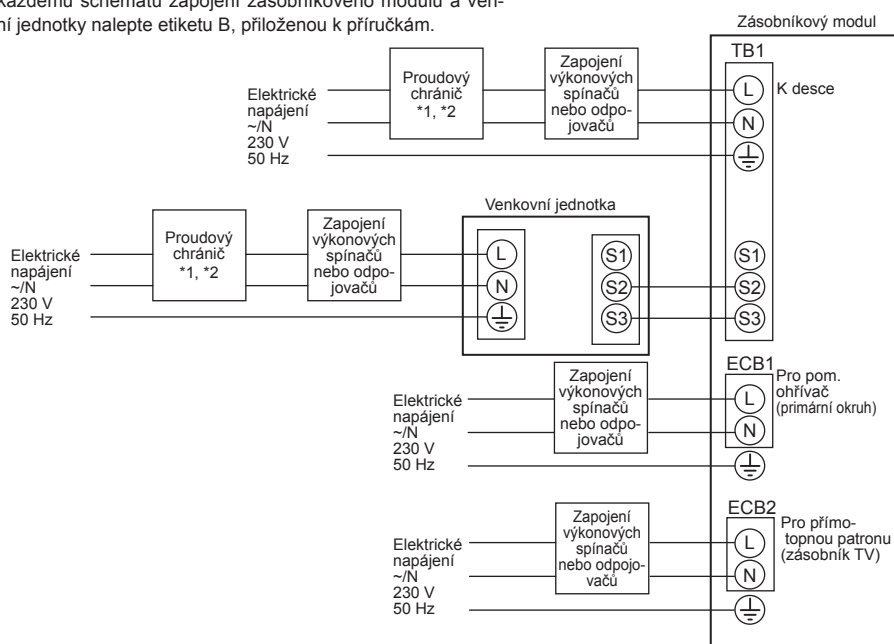 každému schématu zapojení zásobníkového modulu a ven-
ní jednotky nalepte etiketu B, přiloženou k příručkám.
Zásobníkový modul
TB1
Elektrické
napájení
~/N
230 V
50 Hz
Proudový
chránič
*1, *2
Zapojení
výkonových
spínačů
nebo odpo-
jovačů
L
N
K desce
Venkovní jednotka
Elektrické
napájení
~/N
230 V
50 Hz
Proudový
chránič
*1, *2
Zapojení
výkonových
spínačů
nebo odpo-
jovačů
L
N
S1
S2
S3
S1
S2
S3
ECB1
Elektrické
napájení
~/N
230 V
50 Hz
Zapojení
výkonových
spínačů
nebo odpo-
jovačů
L
N
Pro pom.
ohřívač
(primární okruh)
ECB2
Elektrické
napájení
~/N
230 V
50 Hz
Zapojení
výkonových
spínačů
nebo odpojo-
vačů
L
N
Pro přímo-
topnou patronu
(zásobník TV)